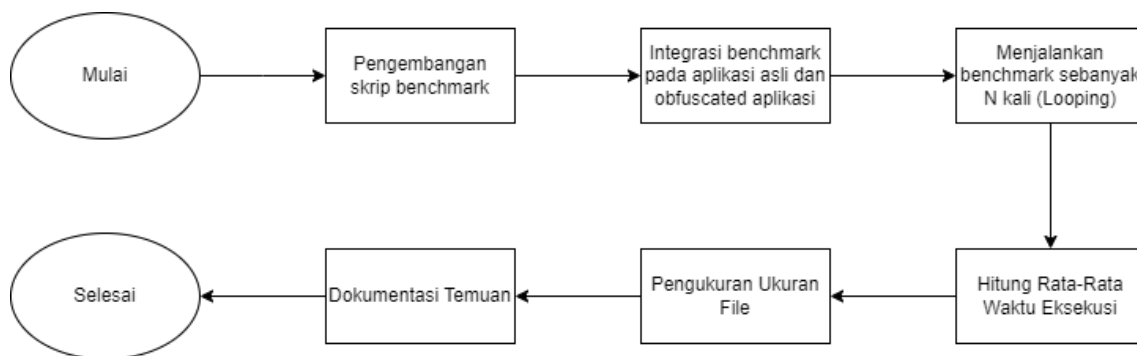 Mulai
Pengembangan
skrip benchmark
Integrasi benchmark
pada aplikasi asli dan
obfuscated aplikasi
Menjalankan
benchmark sebanyak
N kali (Looping)
Hitung Rata-Rata
Waktu Eksekusi
Pengukuran Ukuran
File
Dokumentasi Temuan
Selesai